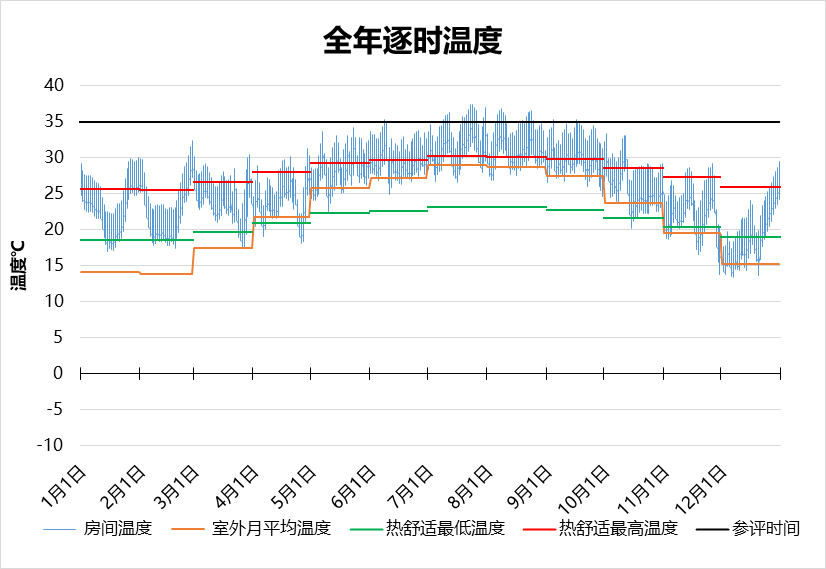 全年逐时温度
40
35
30
25
20
15
10
5
0
-5
-10
温度℃
1月1日
2月1日
3月1日
4月1日
5月1日
6月1日
7月1日
8月1日
9月1日
10月1日
11月1日
12月1日
房间温度 室外月平均温度 热舒适最低温度 热舒适最高温度 参评时间